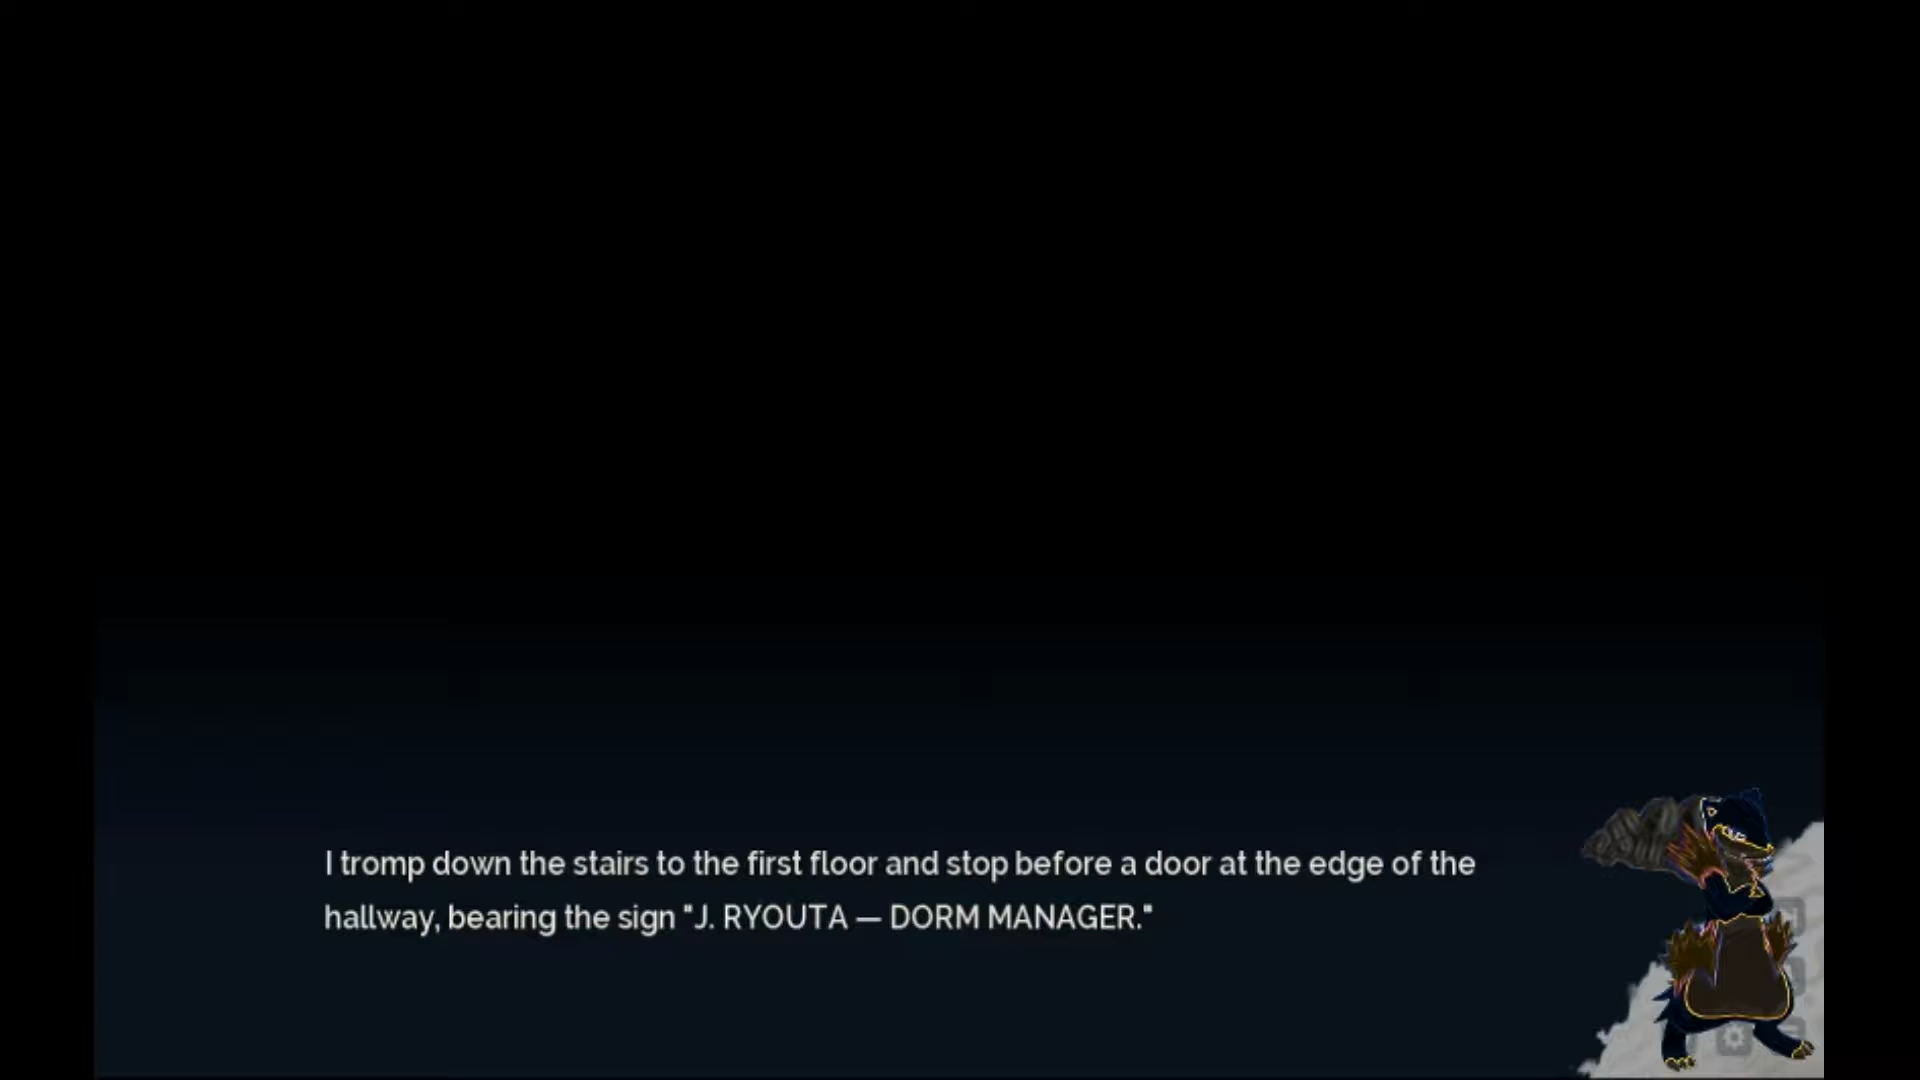 I tromp down the stairs to the first floor and stop before a door at the edge of the
hallway, bearing the sign "J. RYOUTA — DORM MANAGER."